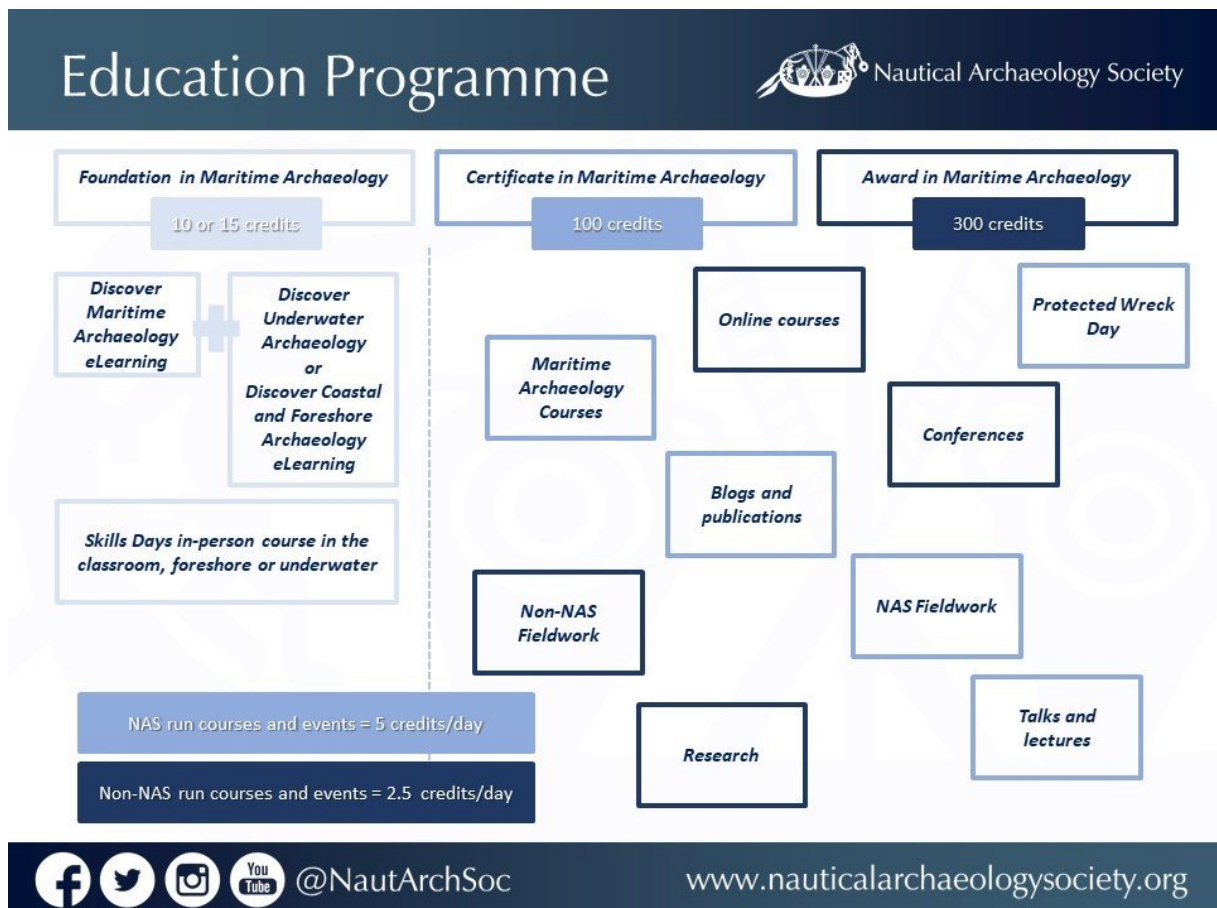 Education Programme
Nautical Archaeology Society
Foundation in Maritime Archaeology
10 or 15 credits
Certificate in Maritime Archaeology
100 credits
Award in Maritime Archaeology
300 credits
Discover
Maritime
Archaeology
eLearning
Discover
Underwater
Archaeology
or
Discover Coastal
and Foreshore
Archaeology
eLearning
Skills Days in-person course in the
classroom, foreshore or underwater
Online courses
Protected Wreck
Day
Maritime
Archaeology
Courses
Conferences
Blogs and
publications
Non-NAS
Fieldwork
NAS Fieldwork
Research
Talks and
lectures
NAS run courses and events = 5 credits/day
Non-NAS run courses and events = 2.5 credits/day
You
Tube
@NautArchSoc
www.nauticalarchaeologysociety.org